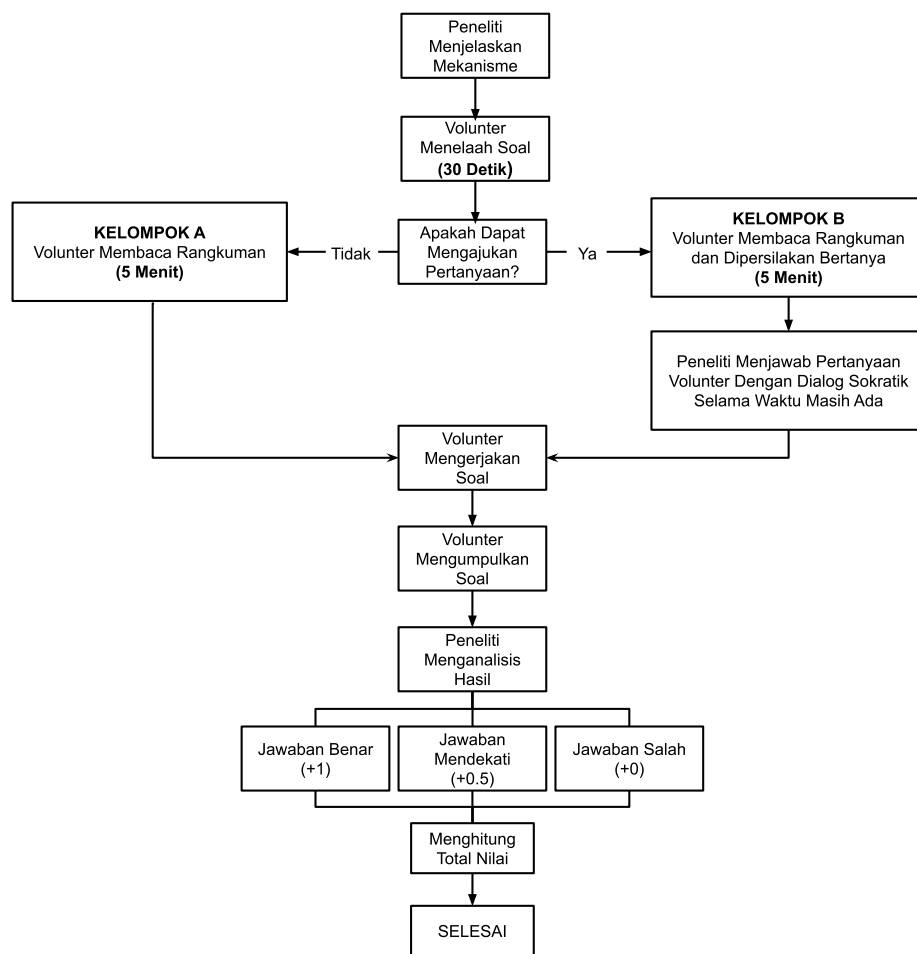 Peneliti
Menjelaskan
Mekanisme
Volunter
Menelaah Soal
(30 Detik)
Apakah Dapat
Mengajukan
Pertanyaan?
Tidak
Ya
KELOMPOK A
Volunter Membaca Rangkuman
(5 Menit)
KELOMPOK B
Volunter Membaca Rangkuman
dan Dipersilakan Bertanya
(5 Menit)
Peneliti Menjawab Pertanyaan
Volunter Dengan Dialog Sokratik
Selama Waktu Masih Ada
Volunter
Mengerjakan
Soal
Volunter
Mengumpulkan
Soal
Peneliti
Menganalisis
Hasil
Jawaban Benar
(+1)
Jawaban
Mendekati
(+0.5)
Jawaban Salah
(+0)
Menghitung
Total Nilai
SELESAI